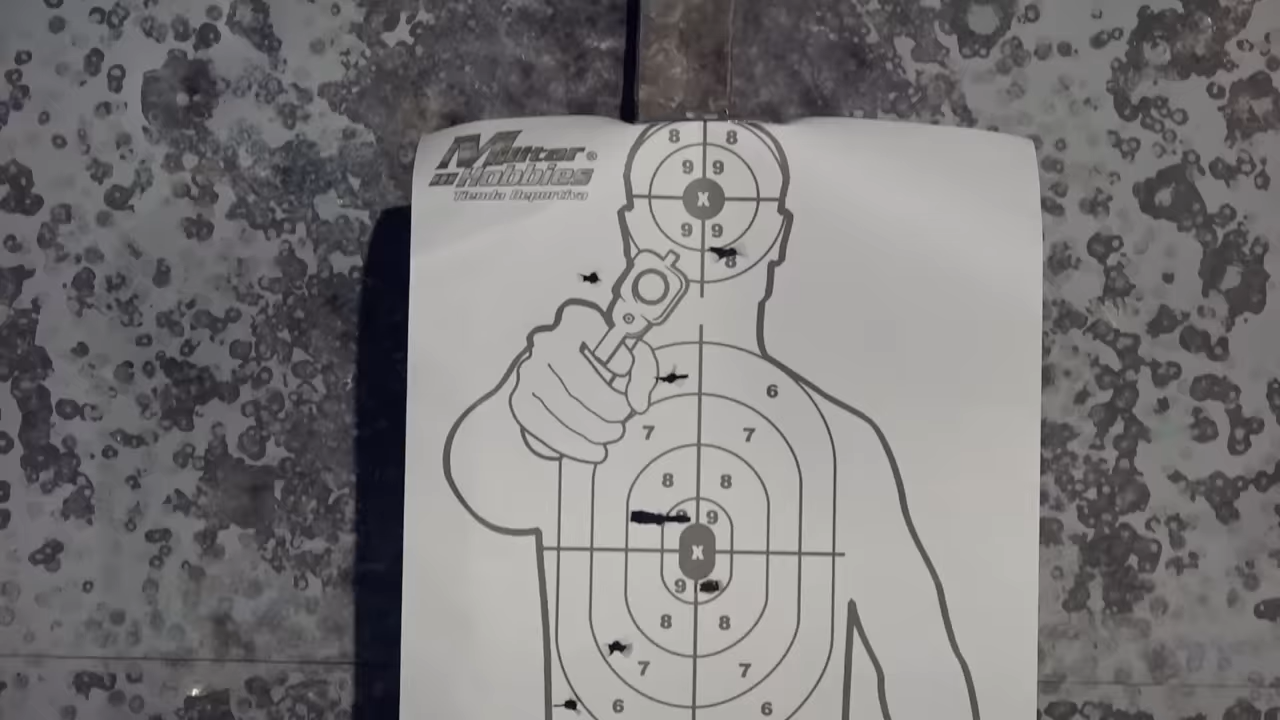 Militar®
Hobbies
Tienda Deportiva
8 8
9 9
X
9 9
8
6
7 7
8 8
9
X
9
8 8
7 7
6 6